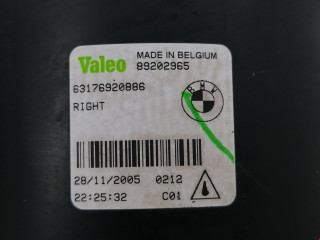 Valeo
MADE IN BELGIUM
89202965
63176920886
BMW
RIGHT
28/11/2005 0212
22:25:32 C01